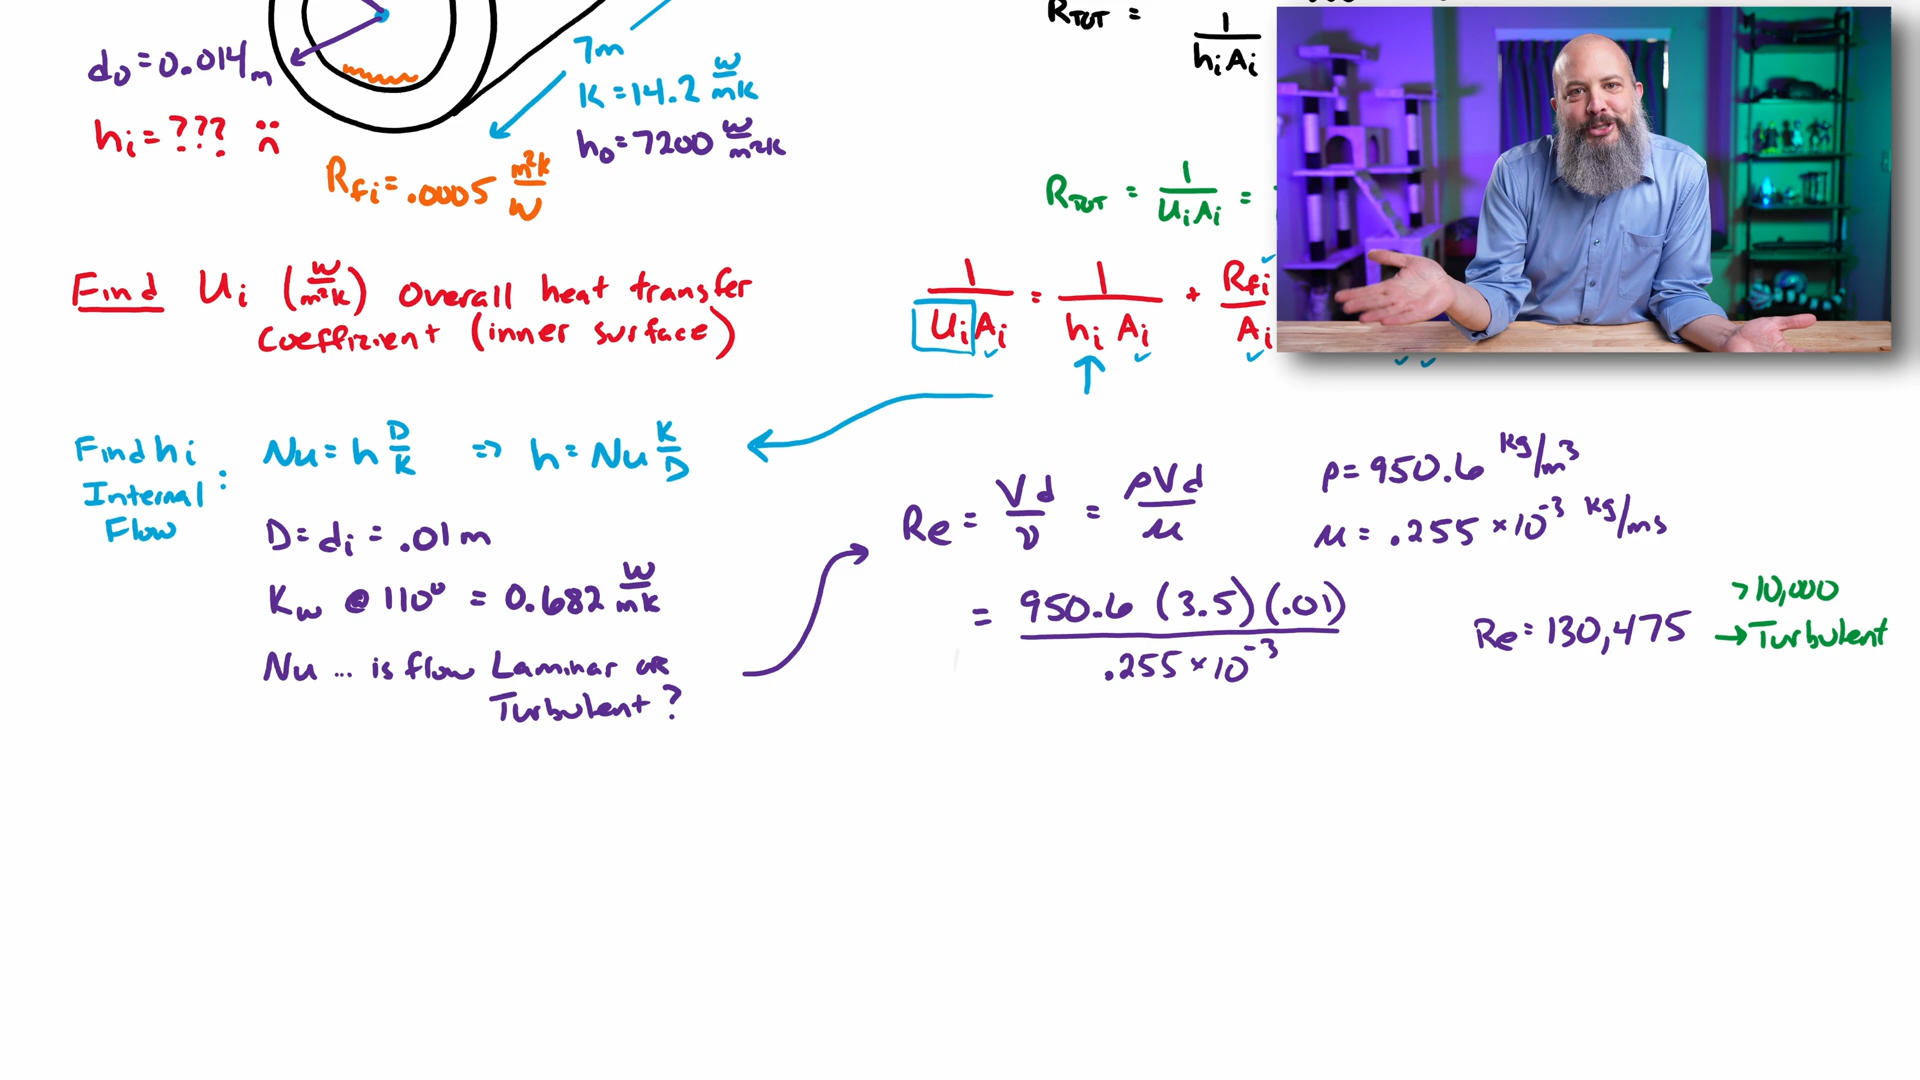 d₀=0.014m
hi=???
7m
K=14.2 W/mK
h₀=7200 W/m²K
Rfi=.0005 m²K/W
RTOT = 1/hiAi
RTOT = 1/UiAi =
Find Ui (W/m²K) Overall heat transfer
Coefficient (inner surface)
1/UiAi = 1/hiAi + Rfi/Ai
Find hi
Internal
Flow :
Nu = h D/K => h = Nu K/D
D=di = .01m
Kw @ 110° = 0.682 W/mK
Nu ... is flow Laminar or
Turbulent?
Re = Vd/ν = ρVd/μ
ρ= 950.6 kg/m³
μ = .255 ×10⁻³ kg/ms
= 950.6 (3.5)(.01) / .255×10⁻³
Re= 130,475
>10,000
→Turbulent